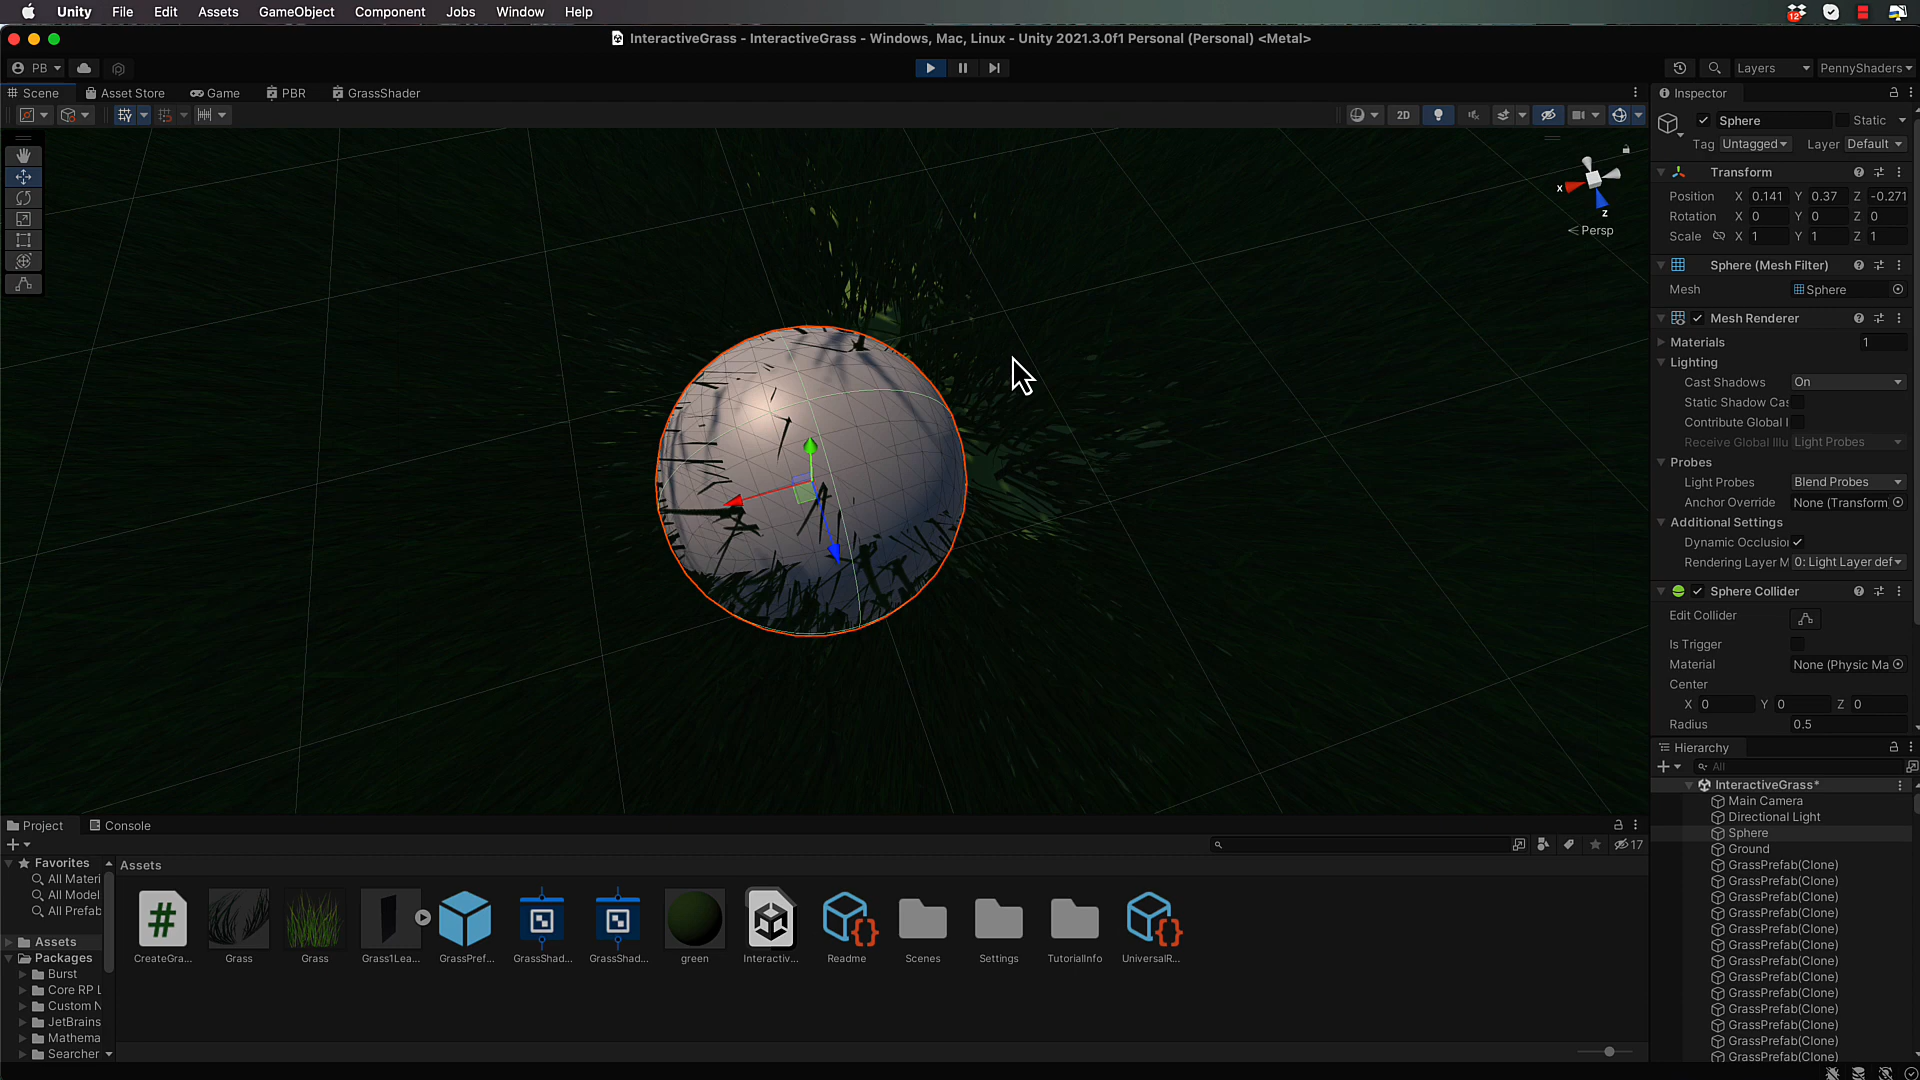 Unity File Edit Assets GameObject Component Jobs Window Help
12
InteractiveGrass - InteractiveGrass - Windows, Mac, Linux - Unity 2021.3.0f1 Personal (Personal) <Metal>
PB
Layers
PennyShaders
Scene Asset Store Game PBR GrassShader
2D
x
z
Persp
Inspector
Sphere Static
Tag Untagged Layer Default
Transform
Position X 0.141 Y 0.37 Z -0.271
Rotation X 0 Y 0 Z 0
Scale X 1 Y 1 Z 1
Sphere (Mesh Filter)
Mesh Sphere
Mesh Renderer
Materials 1
Lighting
Cast Shadows On
Static Shadow Cas
Contribute Global I
Receive Global Illu Light Probes
Probes
Light Probes Blend Probes
Anchor Override None (Transform
Additional Settings
Dynamic Occlusion
Rendering Layer M 0: Light Layer def
Sphere Collider
Edit Collider
Is Trigger
Material None (Physic Ma
Center
X 0 Y 0 Z 0
Radius 0.5
Hierarchy
All
InteractiveGrass*
Main Camera
Directional Light
Sphere
Ground
GrassPrefab(Clone)
GrassPrefab(Clone)
GrassPrefab(Clone)
GrassPrefab(Clone)
GrassPrefab(Clone)
GrassPrefab(Clone)
GrassPrefab(Clone)
GrassPrefab(Clone)
GrassPrefab(Clone)
GrassPrefab(Clone)
GrassPrefab(Clone)
GrassPrefab(Clone)
GrassPrefab(Clone)
Project Console
17
Favorites
All Materi
All Model
All Prefab
Assets
Packages
Burst
Core RP L
Custom N
JetBrains
Mathema
Searcher
Assets
CreateGra... Grass Grass Grass1Lea... GrassPref... GrassShad... GrassShad... green Interactiv... Readme Scenes Settings TutorialInfo UniversalR...